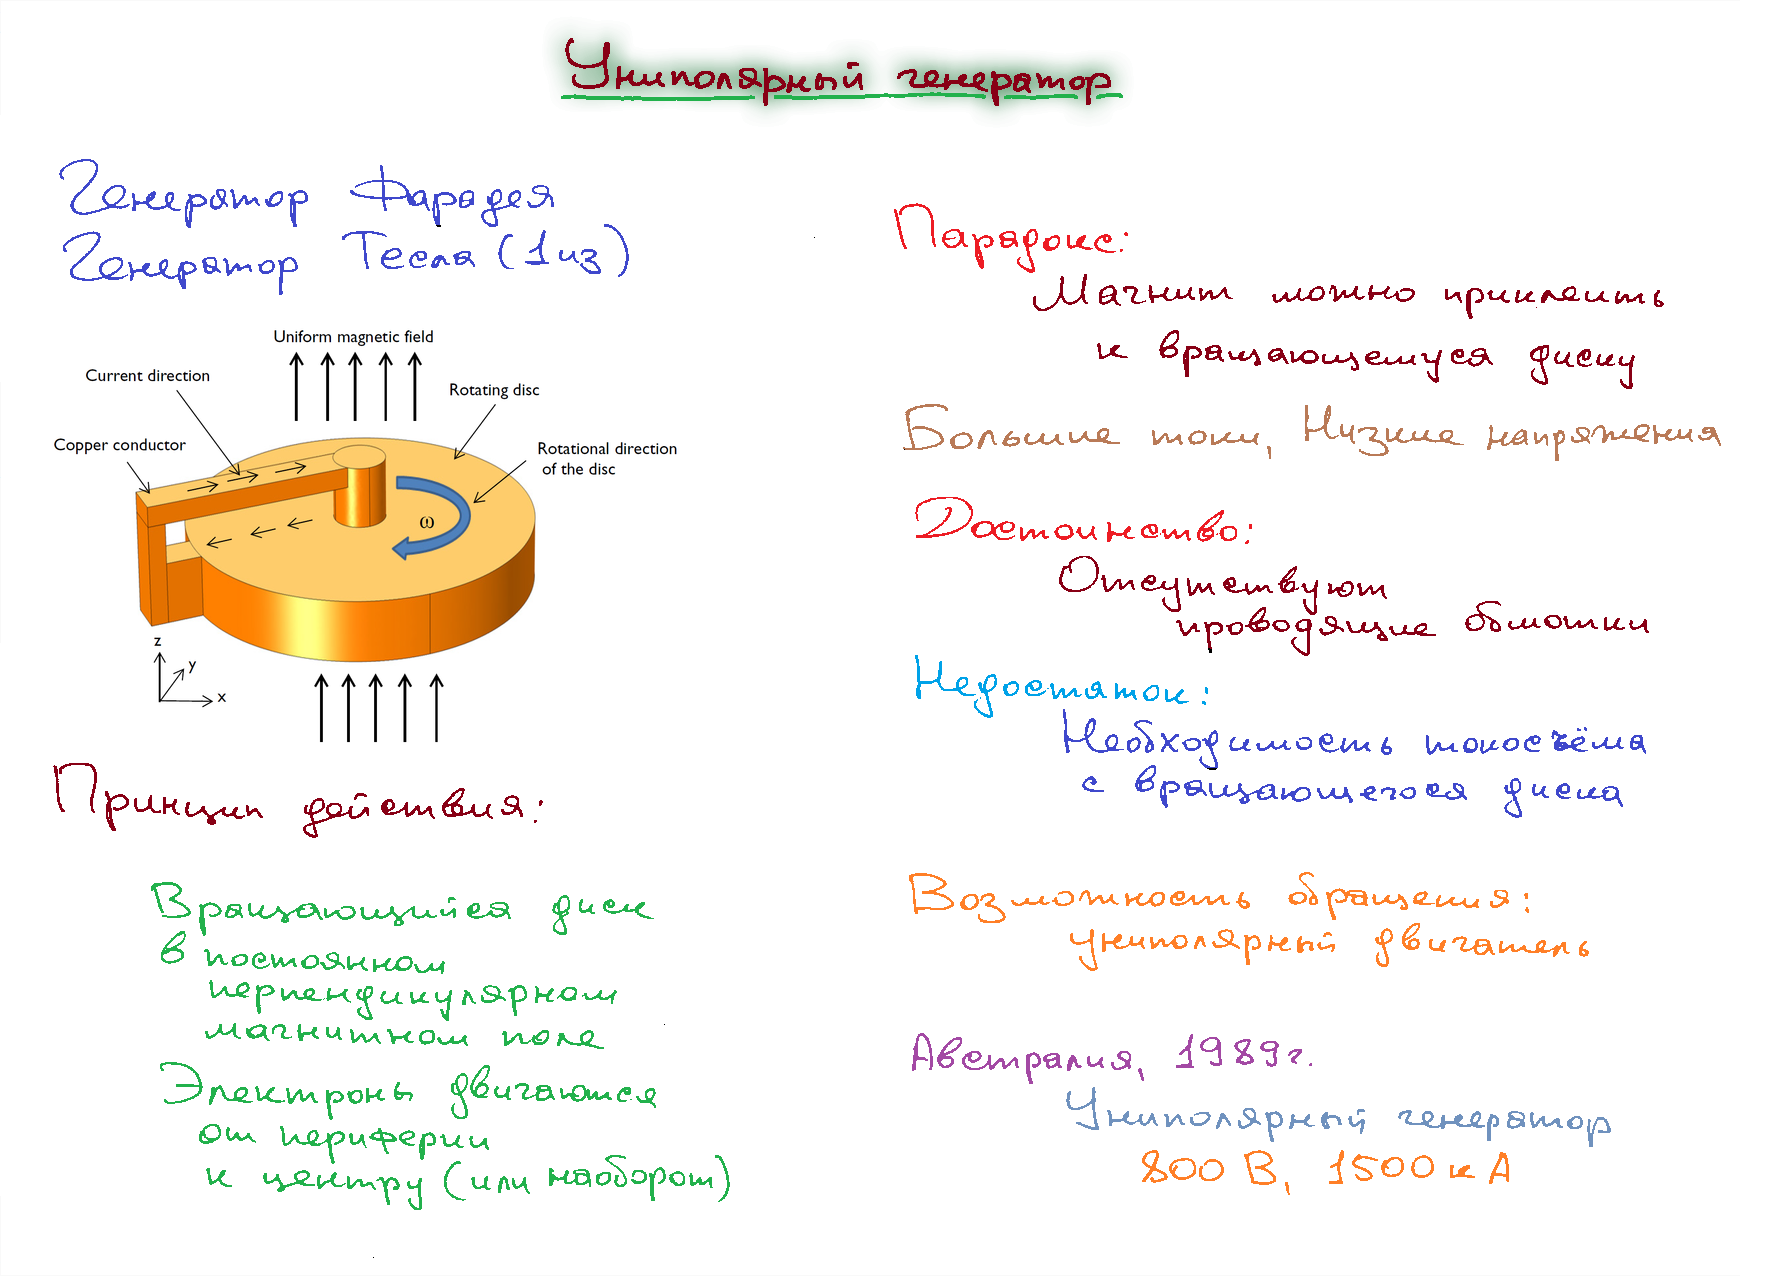 Униполярный генератор
Генератор Фарадея
Генератор Тесла (1 из)
Uniform magnetic field
Current direction
Rotating disc
Copper conductor
Rotational direction
of the disc
ω
z
y
x
Принцип действия:
Вращающийся диск
в постоянном
перпендикулярном
магнитном поле
Электроны двигаются
от периферии
к центру (или наоборот)
Парадокс:
Магнит можно приклеить
к вращающемуся диску
Большие токи, Низкие напряжения
Достоинство:
Отсутствуют
проводящие обмотки
Недостаток:
Необходимость токосъёма
с вращающегося диска
Возможность обращения:
униполярный двигатель
Австралия, 1989г.
Униполярный генератор
800 В, 1500 кА